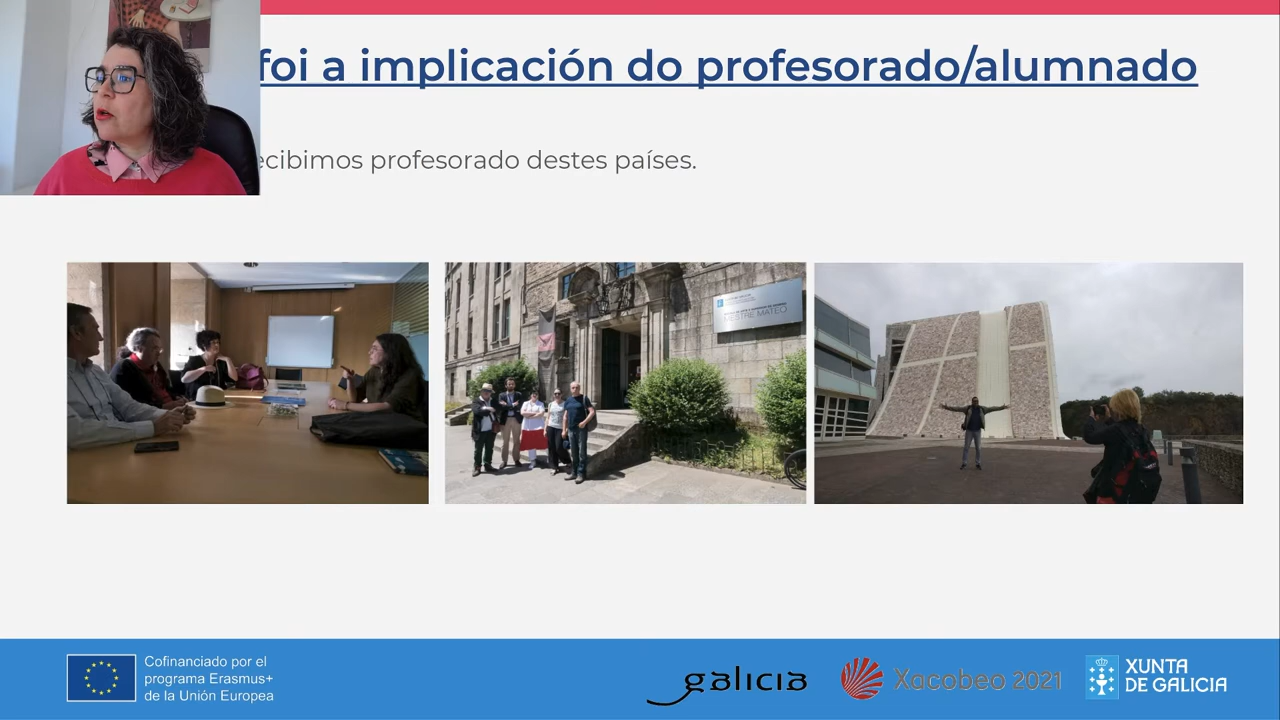 foi a implicación do profesorado/alumnado
ecibimos profesorado destes países.
MESTRE MATEO
Cofinanciado por el
programa Erasmus+
de la Unión Europea
galicia
Xacobeo 2021
XUNTA
DE GALICIA